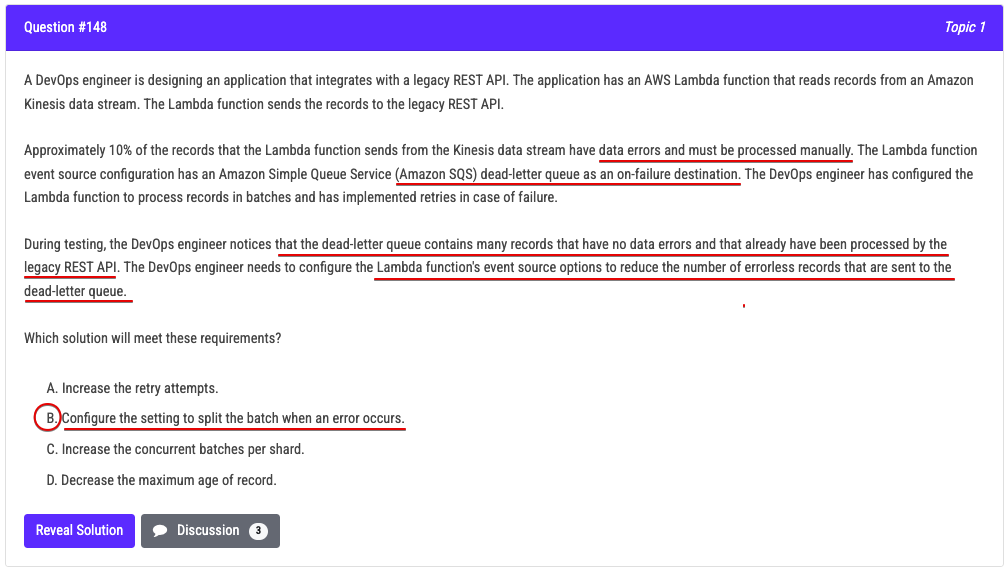 Question #148
Topic 1
A DevOps engineer is designing an application that integrates with a legacy REST API. The application has an AWS Lambda function that reads records from an Amazon
Kinesis data stream. The Lambda function sends the records to the legacy REST API.
Approximately 10% of the records that the Lambda function sends from the Kinesis data stream have data errors and must be processed manually. The Lambda function
event source configuration has an Amazon Simple Queue Service (Amazon SQS) dead-letter queue as an on-failure destination. The DevOps engineer has configured the
Lambda function to process records in batches and has implemented retries in case of failure.
During testing, the DevOps engineer notices that the dead-letter queue contains many records that have no data errors and that already have been processed by the
legacy REST API. The DevOps engineer needs to configure the Lambda function's event source options to reduce the number of errorless records that are sent to the
dead-letter queue.
Which solution will meet these requirements?
A. Increase the retry attempts.
B. Configure the setting to split the batch when an error occurs.
C. Increase the concurrent batches per shard.
D. Decrease the maximum age of record.
Reveal Solution
Discussion 3